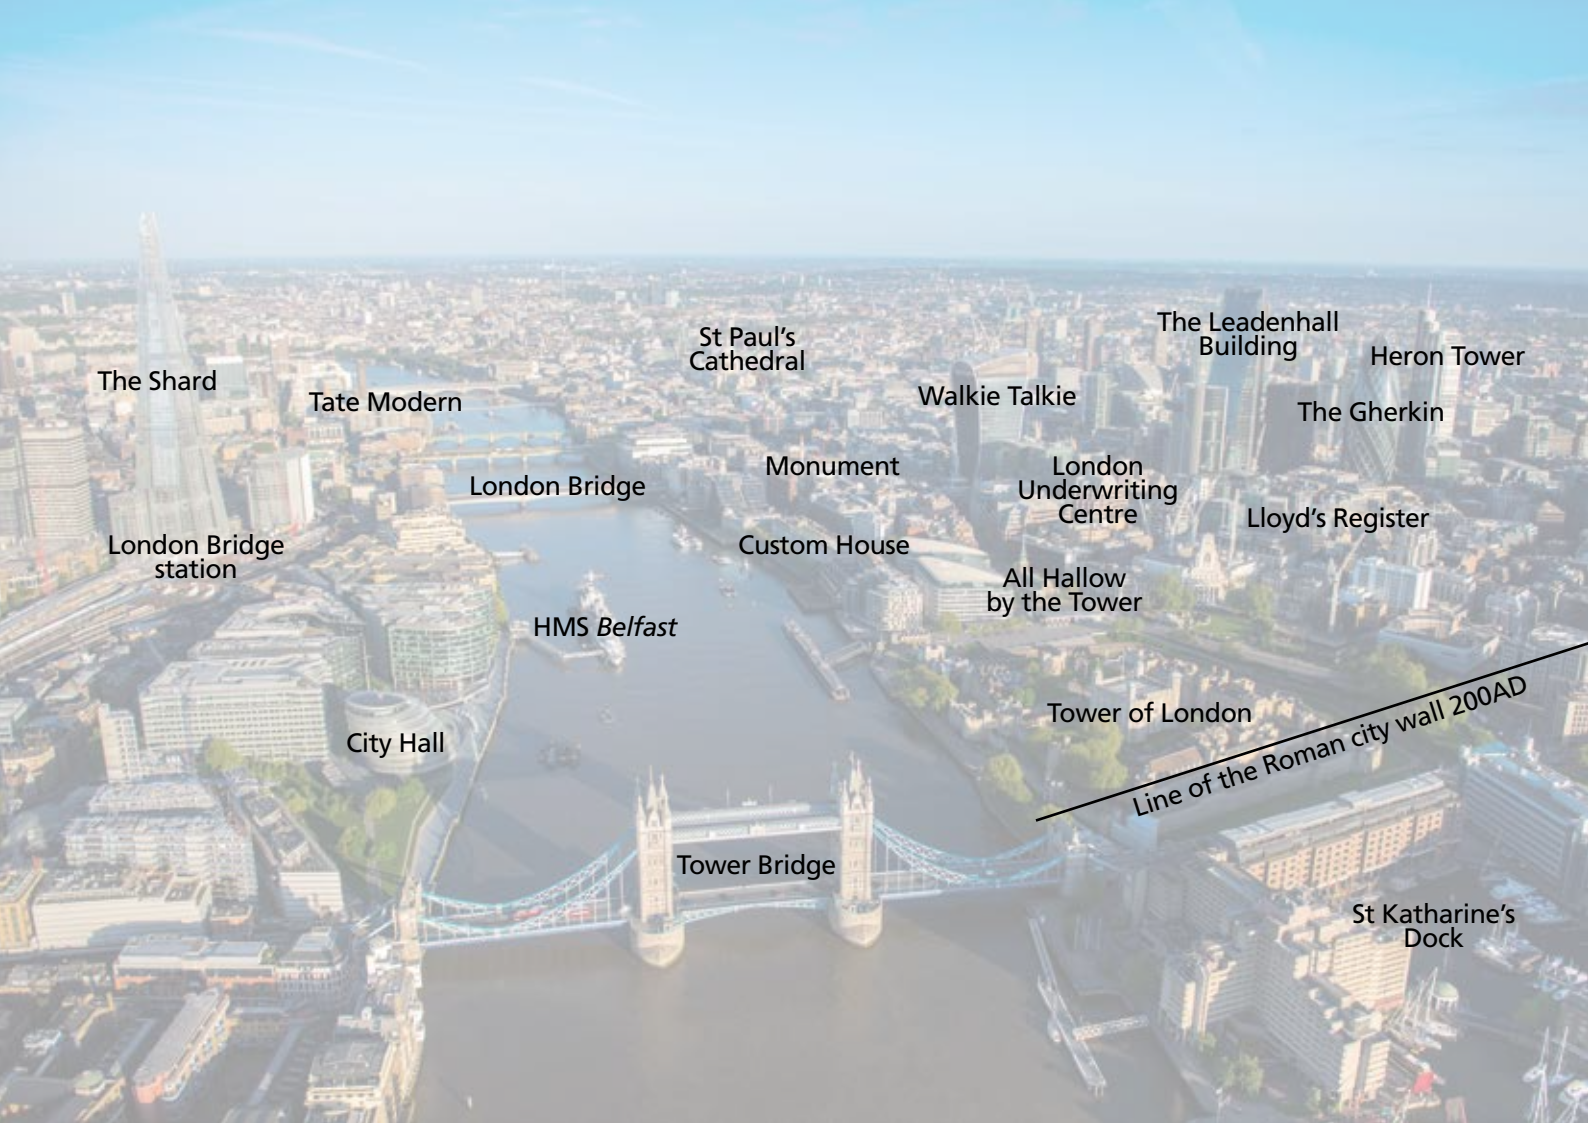 The Leadenhall
Building
St Paul's
Cathedral
Heron Tower
The Shard
Tate Modern
Walkie Talkie
The Gherkin
Monument
London
Underwriting
Centre
London Bridge
Lloyd's Register
London Bridge
station
Custom House
All Hallow
by the Tower
HMS Belfast
Tower of London
Line of the Roman city wall 200AD
City Hall
Tower Bridge
St Katharine's
Dock